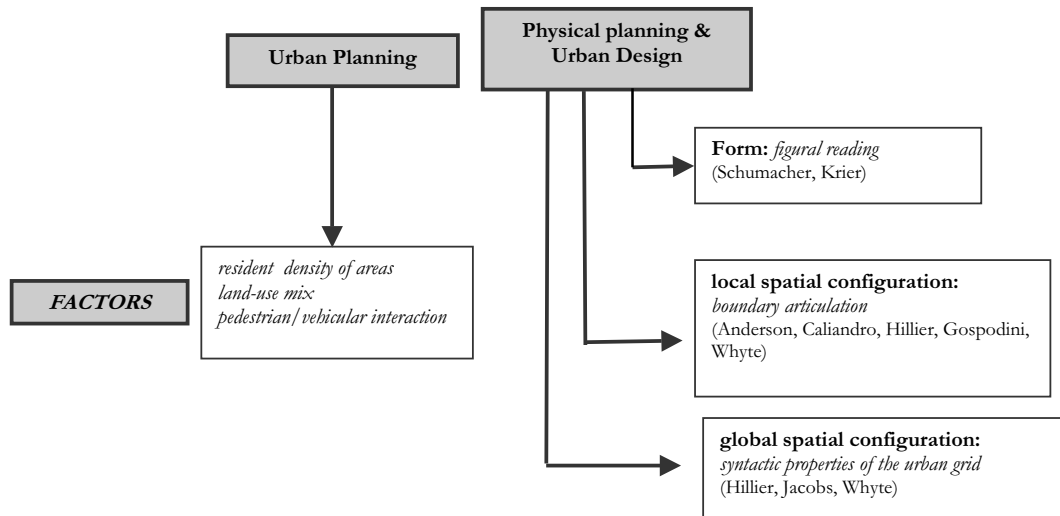 Urban Planning
Physical planning &
Urban Design
Form: figural reading
(Schumacher, Krier)
FACTORS
resident density of areas
land-use mix
pedestrian/vehicular interaction
local spatial configuration:
boundary articulation
(Anderson, Caliandro, Hillier, Gospodini,
Whyte)
global spatial configuration:
syntactic properties of the urban grid
(Hillier, Jacobs, Whyte)